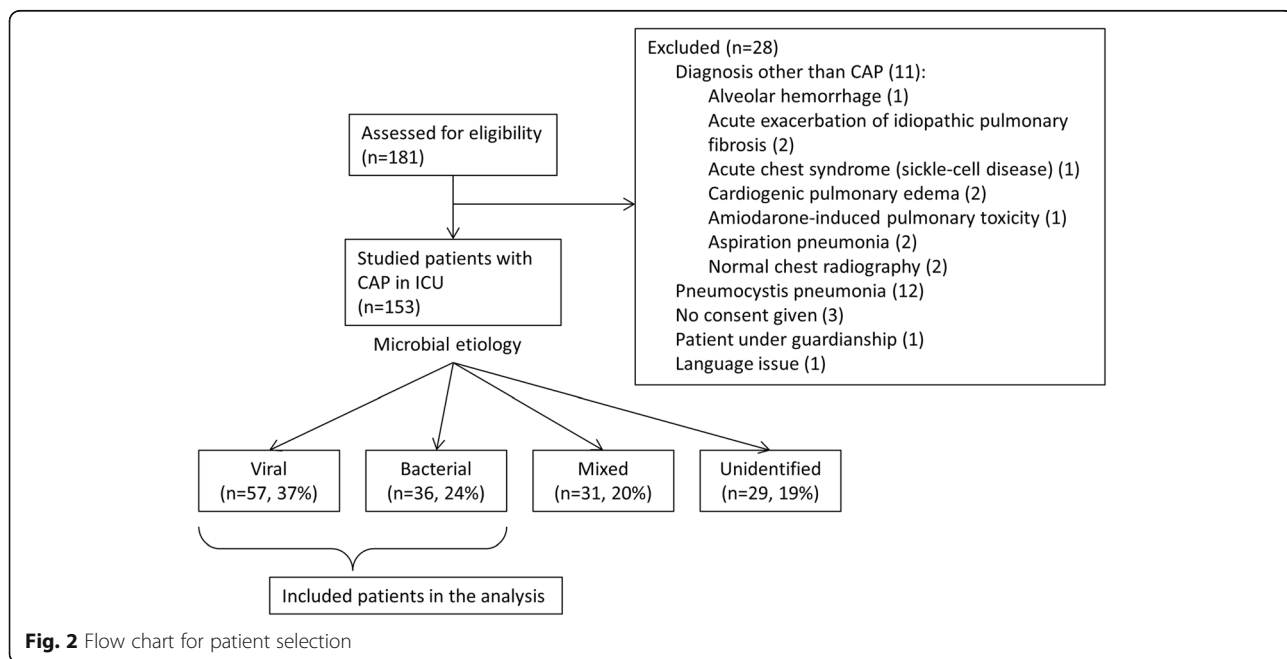 Excluded (n=28)
Diagnosis other than CAP (11):
Alveolar hemorrhage (1)
Acute exacerbation of idiopathic pulmonary
fibrosis (2)
Acute chest syndrome (sickle-cell disease) (1)
Cardiogenic pulmonary edema (2)
Amiodarone-induced pulmonary toxicity (1)
Aspiration pneumonia (2)
Normal chest radiography (2)
Pneumocystis pneumonia (12)
No consent given (3)
Patient under guardianship (1)
Language issue (1)
Assessed for eligibility
(n=181)
Studied patients with
CAP in ICU
(n=153)
Microbial etiology
Viral
(n=57, 37%)
Bacterial
(n=36, 24%)
Mixed
(n=31, 20%)
Unidentified
(n=29, 19%)
Included patients in the analysis
Fig. 2 Flow chart for patient selection